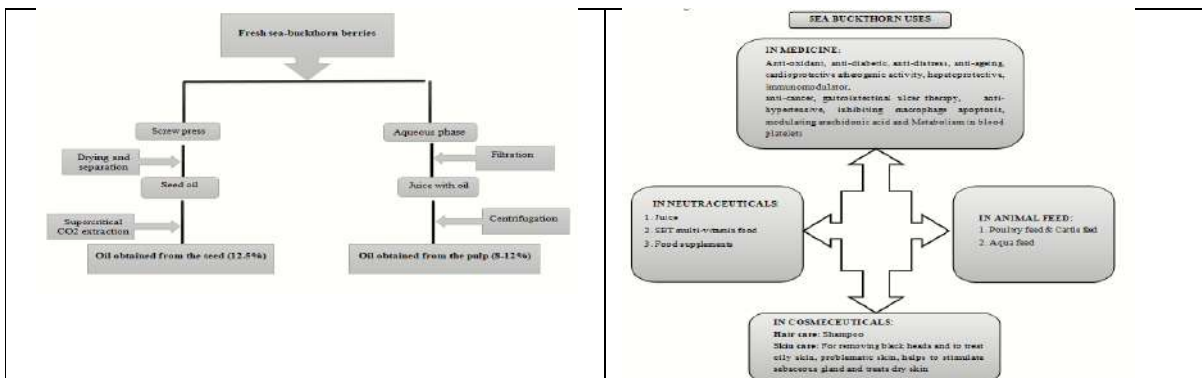 Fresh sea-buckthorn berries
Screw press
Aqueous phase
Drying and
separation
Filtration
Seed oil
Juice with oil
Supercritical
CO2 extraction
Centrifugation
Oil obtained from the seed (12.5%)
Oil obtained from the pulp (8-12%)
SEA BUCKTHORN USES
IN MEDICINE:
Anti-oxidant, anti-diabetic, anti-distress, anti-ageing,
cardioprotective atherogenic activity, hepatoprotective,
immunomodulator,
anti-cancer, gastrointestinal ulcer therapy, anti-
hypertensive, inhibiting macrophage apoptosis,
modulating arachidonic acid and Metabolism in blood
platelets
IN NEUTRACEUTICALS:
1. Juice
2. SBT multi-vitamin food
3. Food supplements
IN ANIMAL FEED:
1. Poultry feed & Cattle
2. Aqua feed
IN COSMECEUTICALS:
Hair care: Shampoo
Skin care: For removing black heads and to treat
oily skin, problematic skin, helps to stimulate
sebaceous gland and treats dry skin